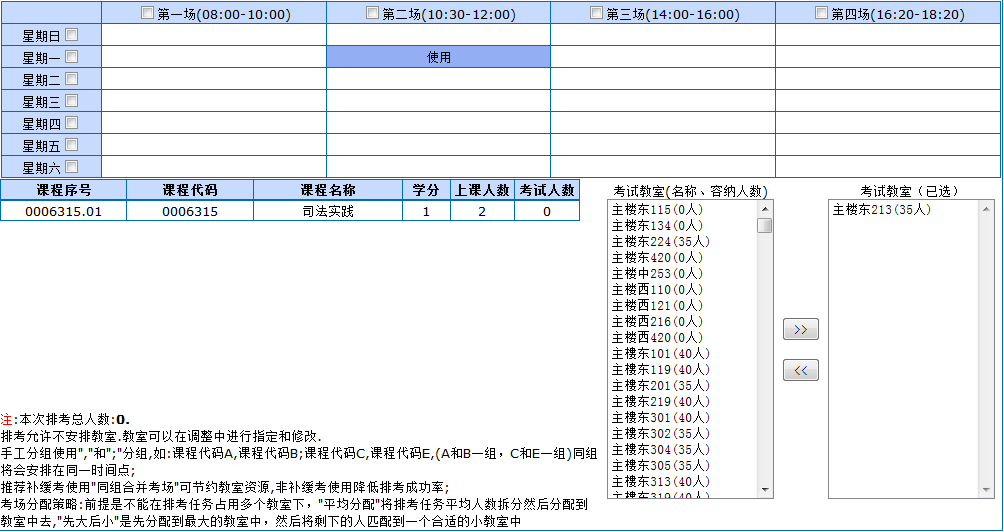 第一场(08:00-10:00) 第二场(10:30-12:00) 第三场(14:00-16:00) 第四场(16:20-18:20)
星期日
星期一 使用
星期二
星期三
星期四
星期五
星期六
课程序号 课程代码 课程名称 学分 上课人数 考试人数
0006315.01 0006315 司法实践 1 2 0
考试教室(名称、容纳人数)
主楼东115(0人)
主楼东134(0人)
主楼东224(35人)
主楼东420(0人)
主楼中253(0人)
主楼西110(0人)
主楼西121(0人)
主楼西216(0人)
主楼西420(0人)
主樓东101(40人)
主樓东119(40人)
主樓东201(35人)
主樓东219(40人)
主樓东301(40人)
主樓东302(35人)
主樓东304(35人)
主樓东305(35人)
主樓东313(40人)
主樓东319(40人)
>>
<<
考试教室（已选）
主楼东213(35人)
注:本次排考总人数:0.
排考允许不安排教室.教室可以在调整中进行指定和修改.
手工分组使用","和";"分组,如:课程代码A,课程代码B;课程代码C,课程代码E,(A和B一组，C和E一组)同组
将会安排在同一时间点;
推荐补缓考使用"同组合并考场"可节约教室资源,非补缓考使用降低排考成功率;
考场分配策略:前提是不能在排考任务占用多个教室下，"平均分配"将排考任务平均人数拆分然后分配到
教室中去,"先大后小"是先分配到最大的教室中，然后将剩下的人匹配到一个合适的小教室中